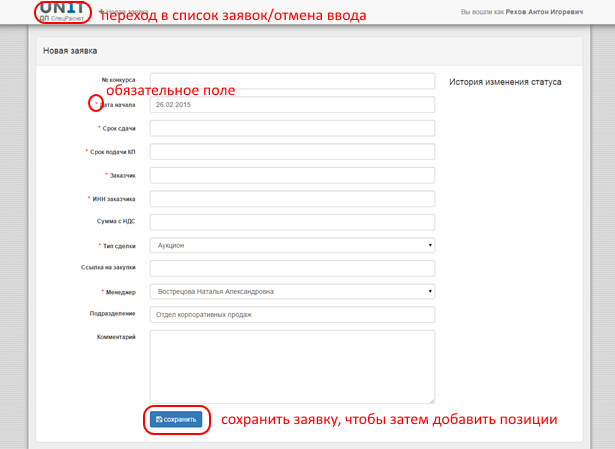 UNIT
ДП СпецРасчет
+ Новая заявка
переход в список заявок/отмена ввода
Вы вошли как Рехов Антон Игоревич
Новая заявка
№ конкурса
История изменения статуса
обязательное поле
* Дата начала 26.02.2015
* Срок сдачи
* Срок подачи КП
* Заказчик
* ИНН заказчика
Сумма с НДС
* Тип сделки Аукцион
Ссылка на закупки
* Менеджер Вострецова Наталья Александровна
Подразделение Отдел корпоративных продаж
Комментарий
сохранить
сохранить заявку, чтобы затем добавить позиции